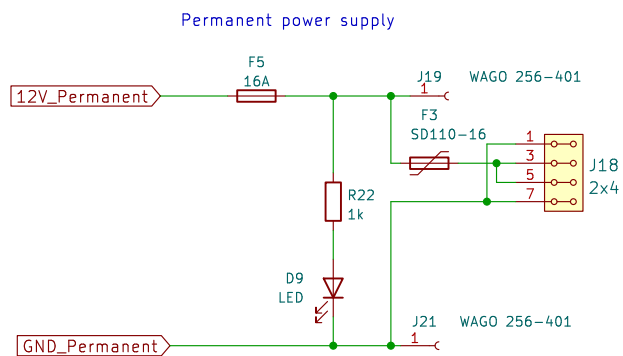 Permanent power supply
F5
16A
12V_Permanent
J19
1
WAGO 256-401
F3
SD110-16
1
3
5
7
J18
2x4
R22
1k
D9
LED
GND_Permanent
J21
1
WAGO 256-401